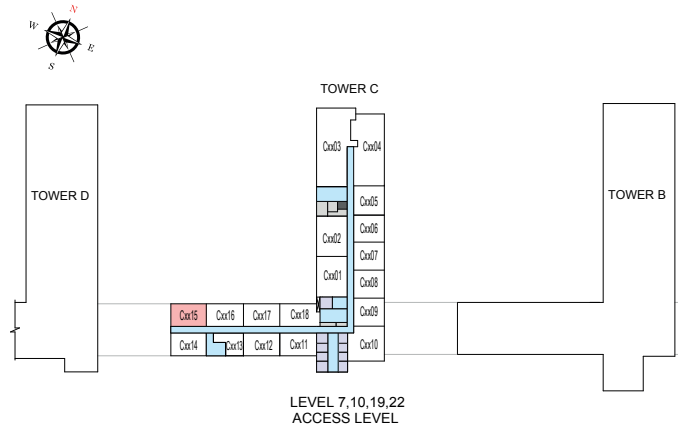 N
W
E
S
TOWER C
Cxx03
Cxx04
TOWER D
TOWER B
Cxx05
Cxx06
Cxx02
Cxx07
Cxx01
Cxx08
Cxx15 Cxx16 Cxx17 Cxx18
Cxx09
Cxx14 Cxx13 Cxx12 Cxx11
Cxx10
LEVEL 7,10,19,22
ACCESS LEVEL